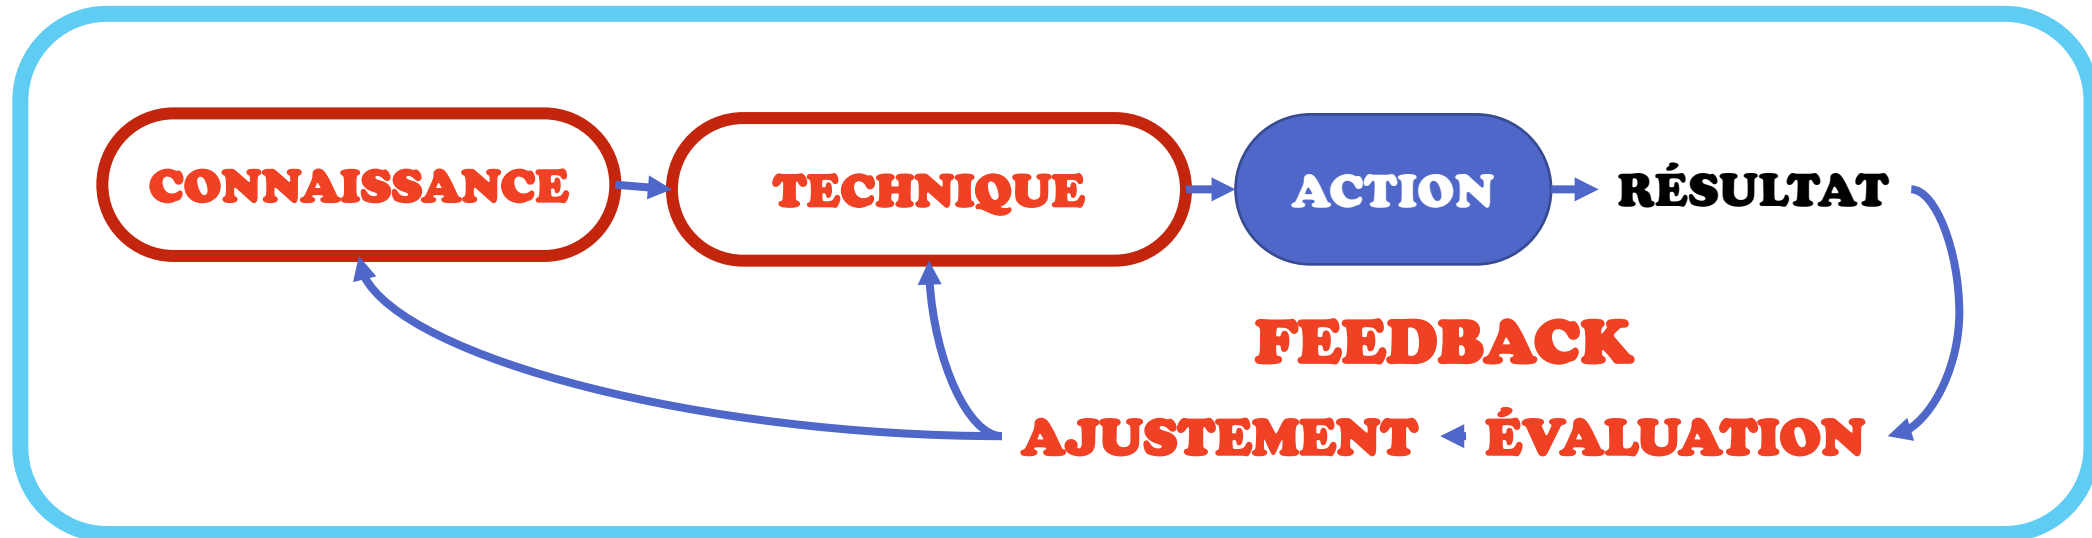 CONNAISSANCE
TECHNIQUE
ACTION
RÉSULTAT
FEEDBACK
AJUSTEMENT
ÉVALUATION